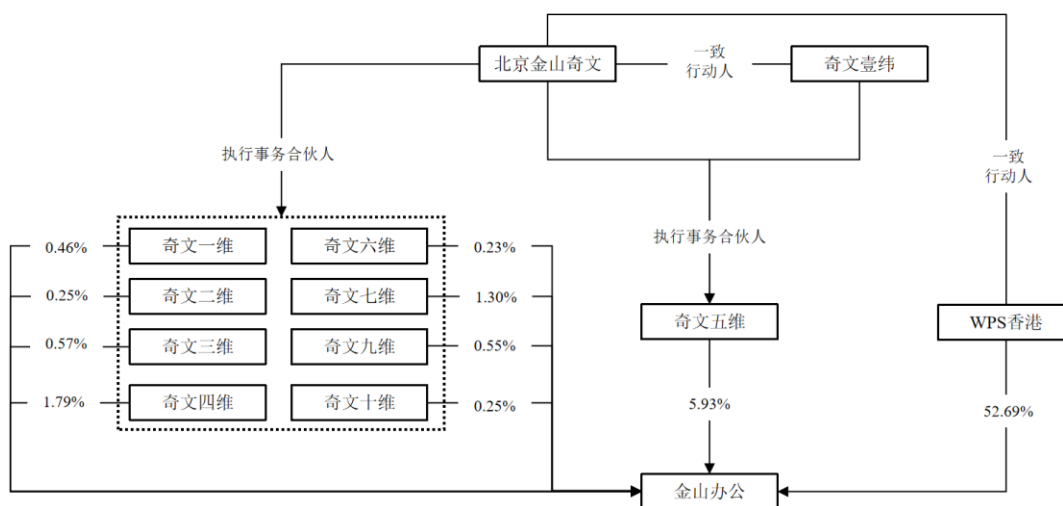 一致
行动人
北京金山奇文
奇文壹纬
执行事务合伙人
一致
行动人
执行事务合伙人
0.46%
奇文一维
奇文六维
0.23%
0.25%
奇文二维
奇文七维
1.30%
奇文五维
WPS香港
0.57%
奇文三维
奇文九维
0.55%
1.79%
奇文四维
奇文十维
0.25%
5.93%
52.69%
金山办公